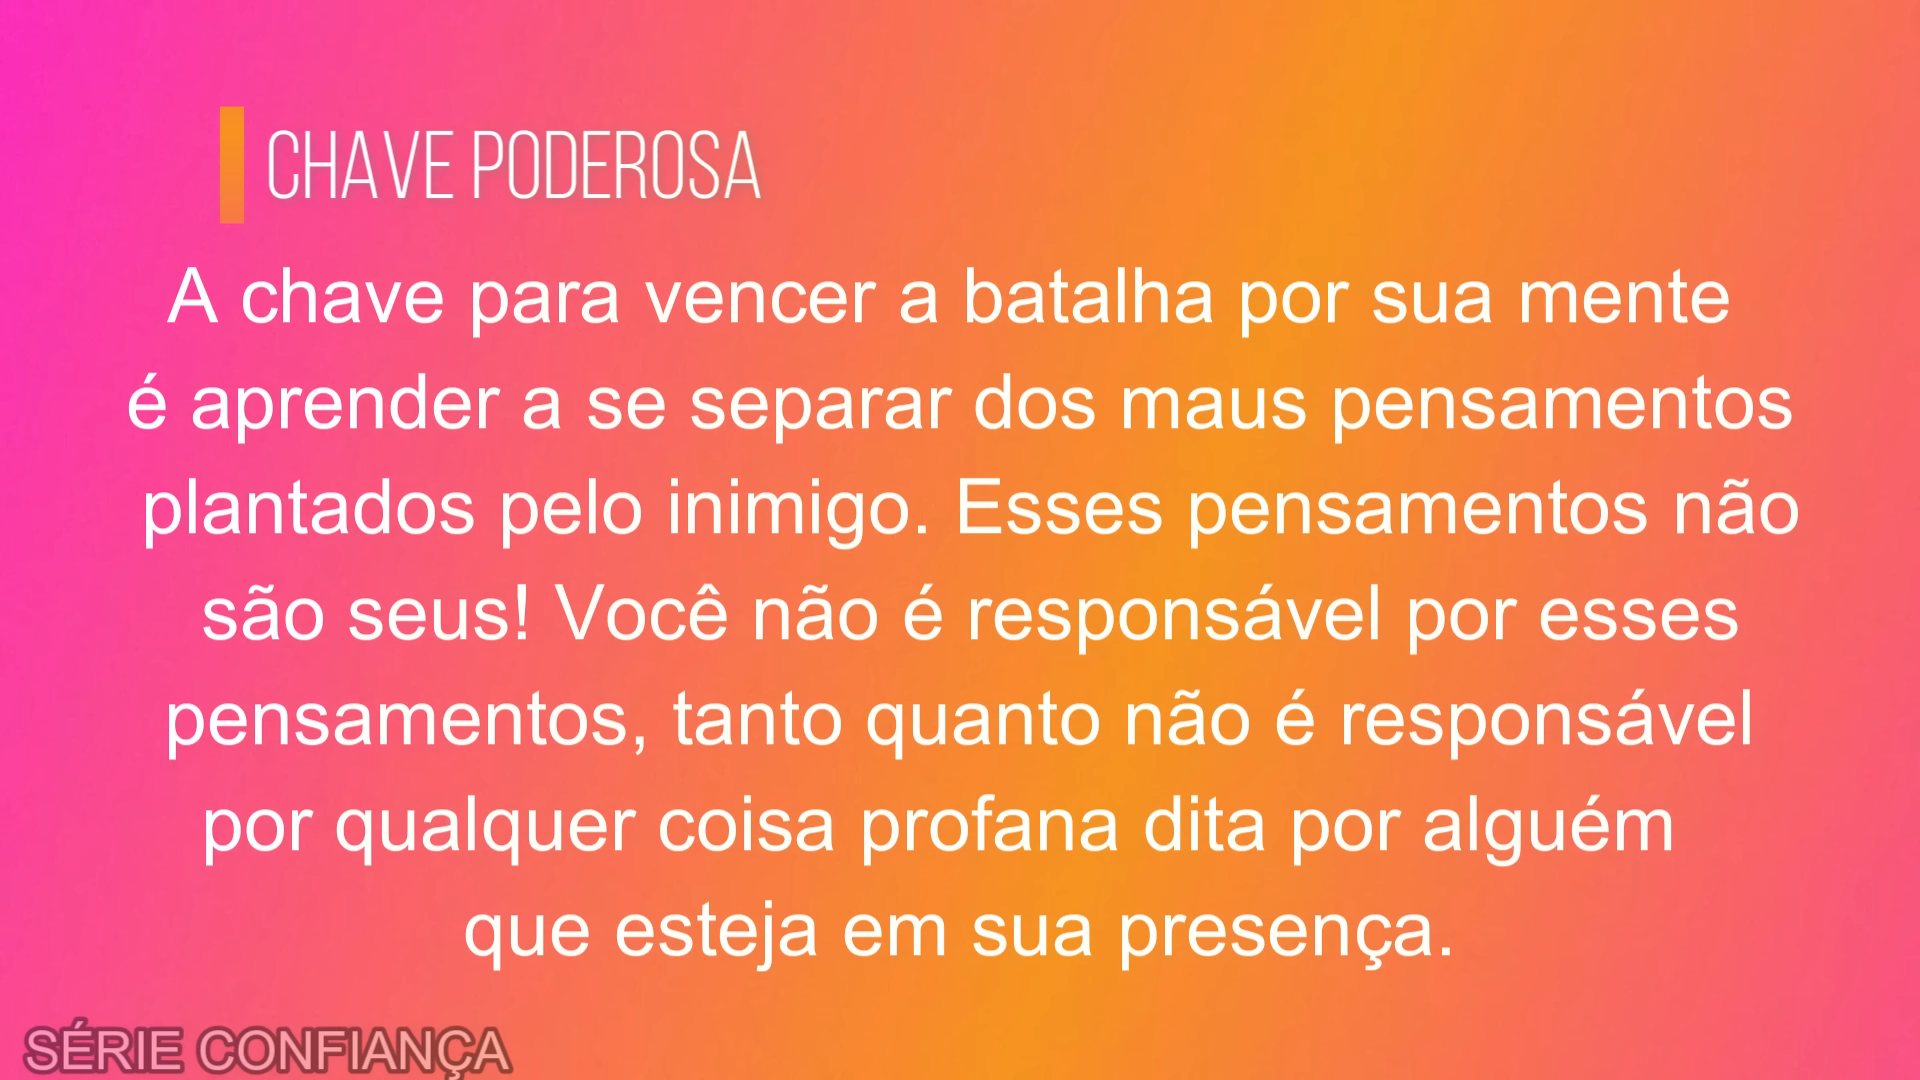 CHAVE PODEROSA
A chave para vencer a batalha por sua mente
é aprender a se separar dos maus pensamentos
plantados pelo inimigo. Esses pensamentos não
são seus! Você não é responsável por esses
pensamentos, tanto quanto não é responsável
por qualquer coisa profana dita por alguém
que esteja em sua presença.
SÉRIE CONFIANÇA